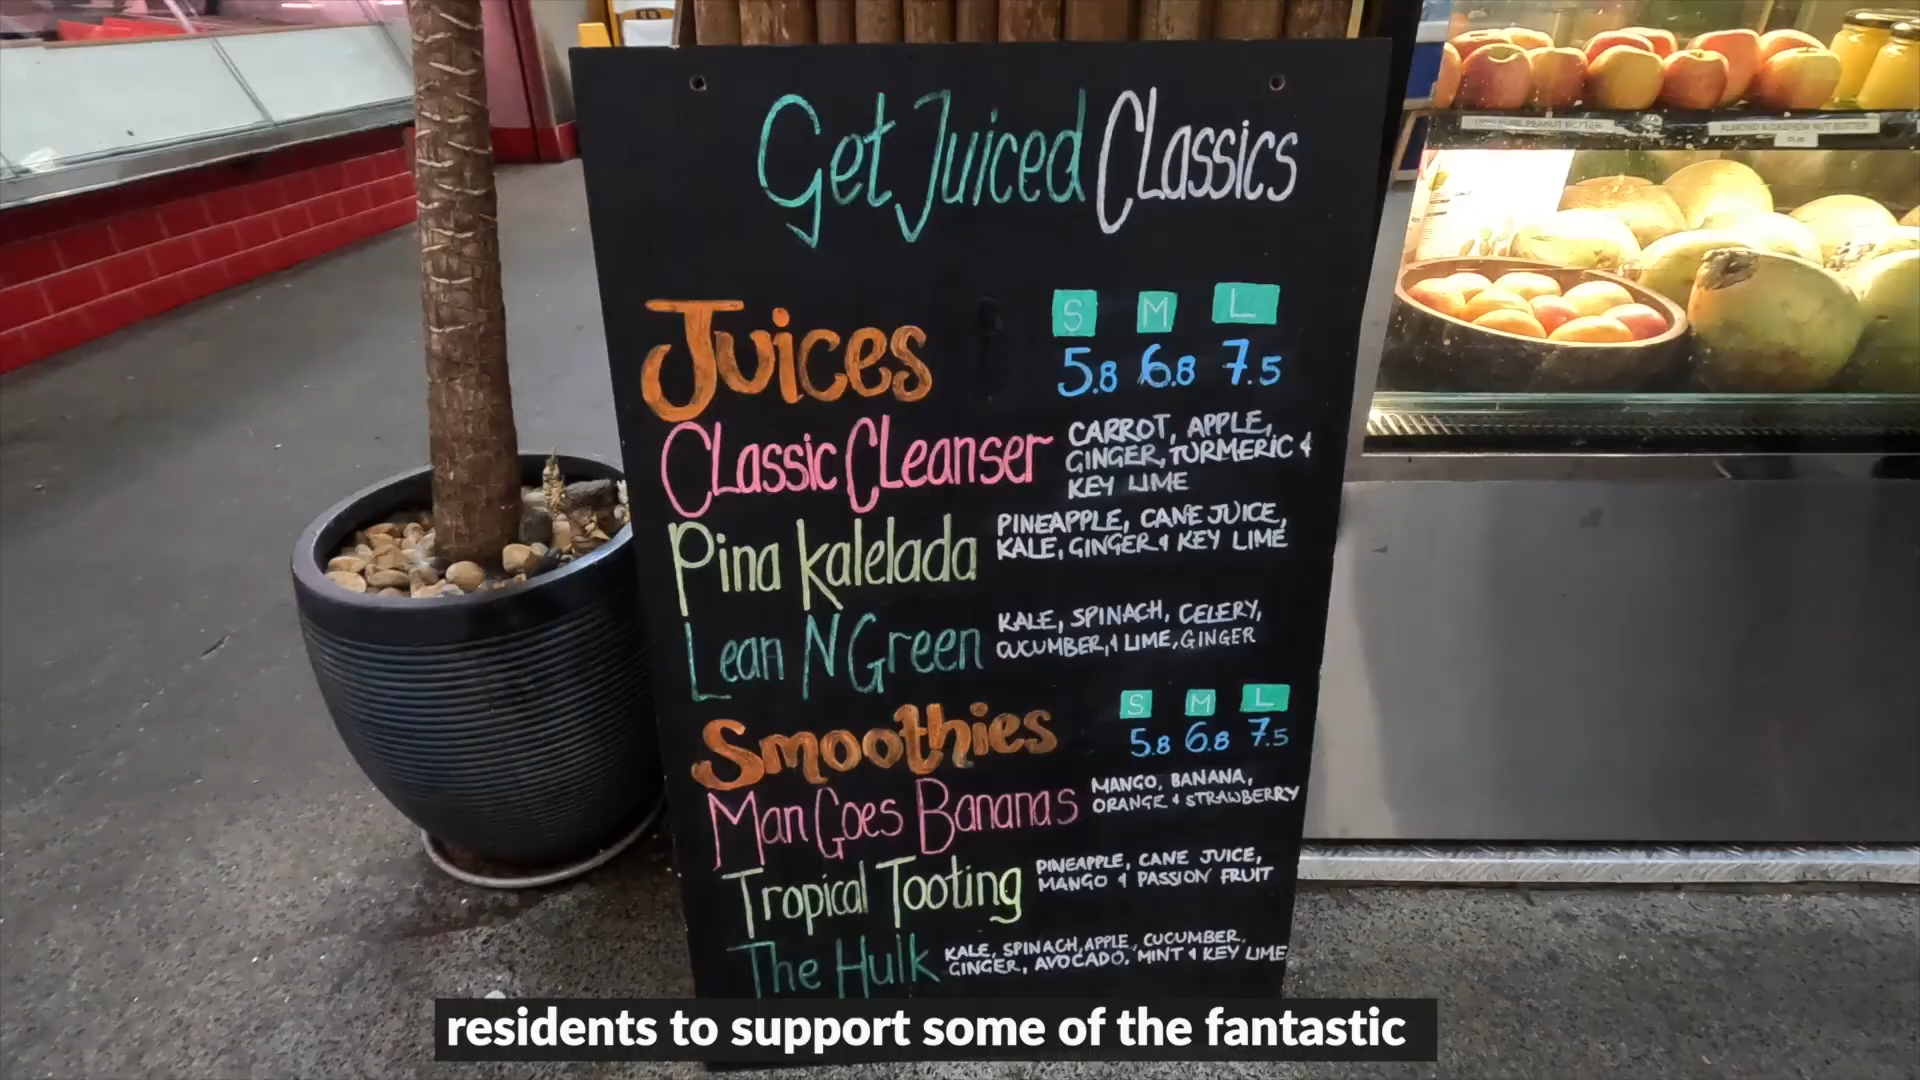 Get Juiced Classics
Juices
S M L
5.8 6.8 7.5
Classic Cleanser
CARROT, APPLE,
GINGER, TURMERIC &
KEY LIME
Pina Kalelada
PINEAPPLE, CANE JUICE,
KALE, GINGER & KEY LIME
Lean N Green
KALE, SPINACH, CELERY,
CUCUMBER, & LIME, GINGER
Smoothies
S M L
5.8 6.8 7.5
Man Goes Bananas
MANGO, BANANA,
ORANGE & STRAWBERRY
Tropical Tooting
PINEAPPLE, CANE JUICE,
MANGO & PASSION FRUIT
The Hulk
KALE, SPINACH, APPLE, CUCUMBER,
GINGER, AVOCADO, MINT & KEY LIME
residents to support some of the fantastic